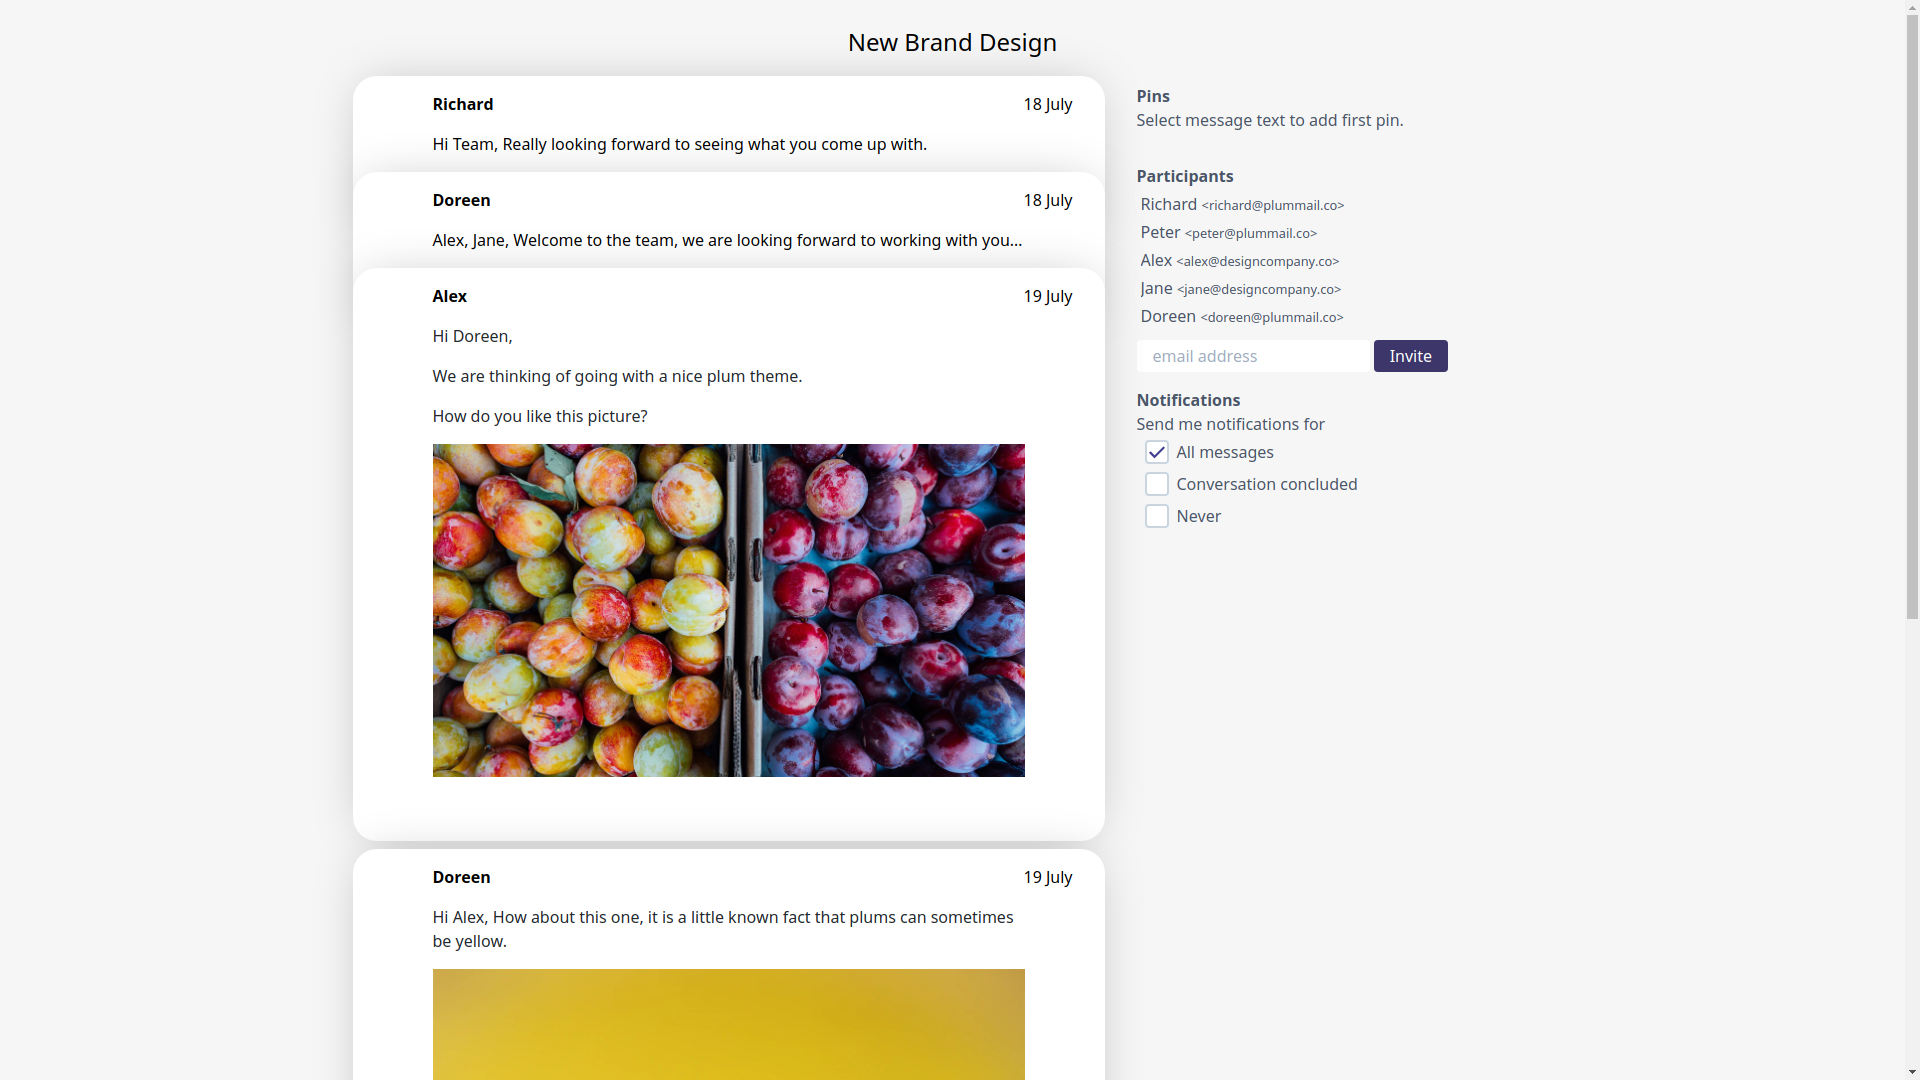 New Brand Design
Richard 18 July
Hi Team, Really looking forward to seeing what you come up with.
Doreen 18 July
Alex, Jane, Welcome to the team, we are looking forward to working with you...
Alex 19 July
Hi Doreen,
We are thinking of going with a nice plum theme.
How do you like this picture?
Doreen 19 July
Hi Alex, How about this one, it is a little known fact that plums can sometimes
be yellow.
Pins
Select message text to add first pin.
Participants
Richard <richard@plummail.co>
Peter <peter@plummail.co>
Alex <alex@designcompany.co>
Jane <jane@designcompany.co>
Doreen <doreen@plummail.co>
email address Invite
Notifications
Send me notifications for
All messages
Conversation concluded
Never